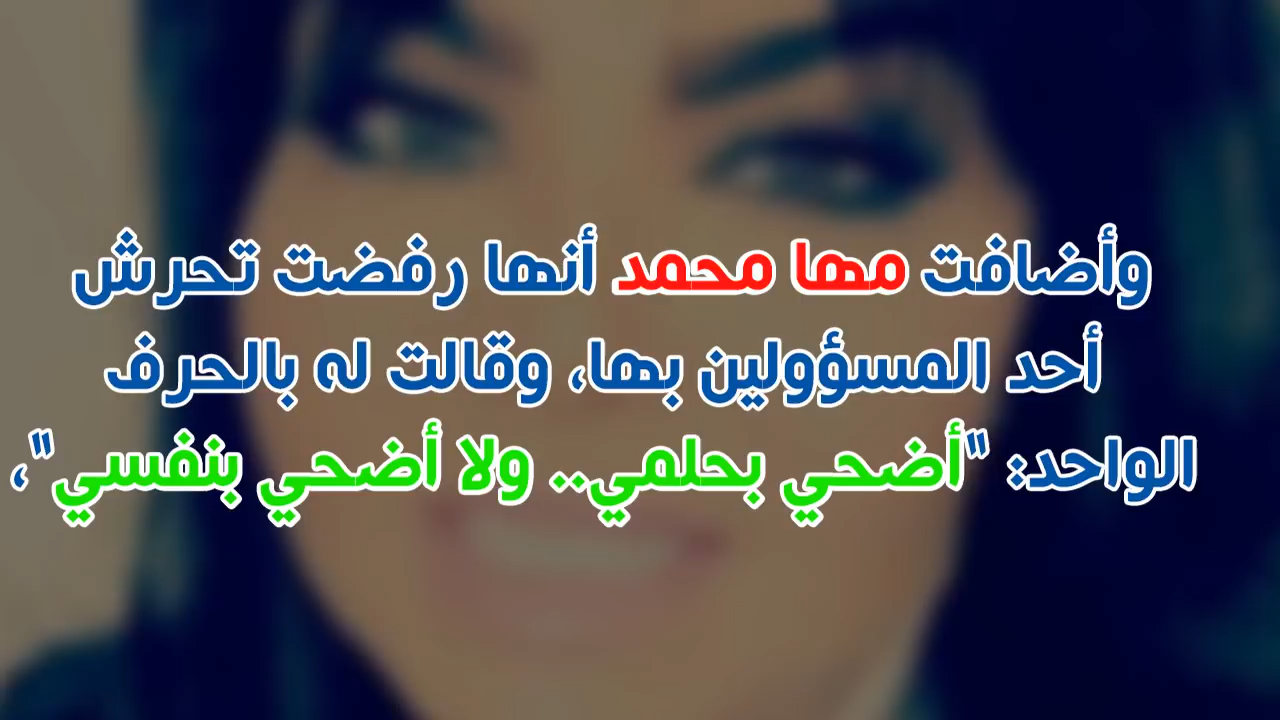 وأضافت مها محمد أنها رفضت تحرش
أحد المسؤولين بها، وقالت له بالحرف
الواحد: "أضحي بحلمي.. ولا أضحي بنفسي"،